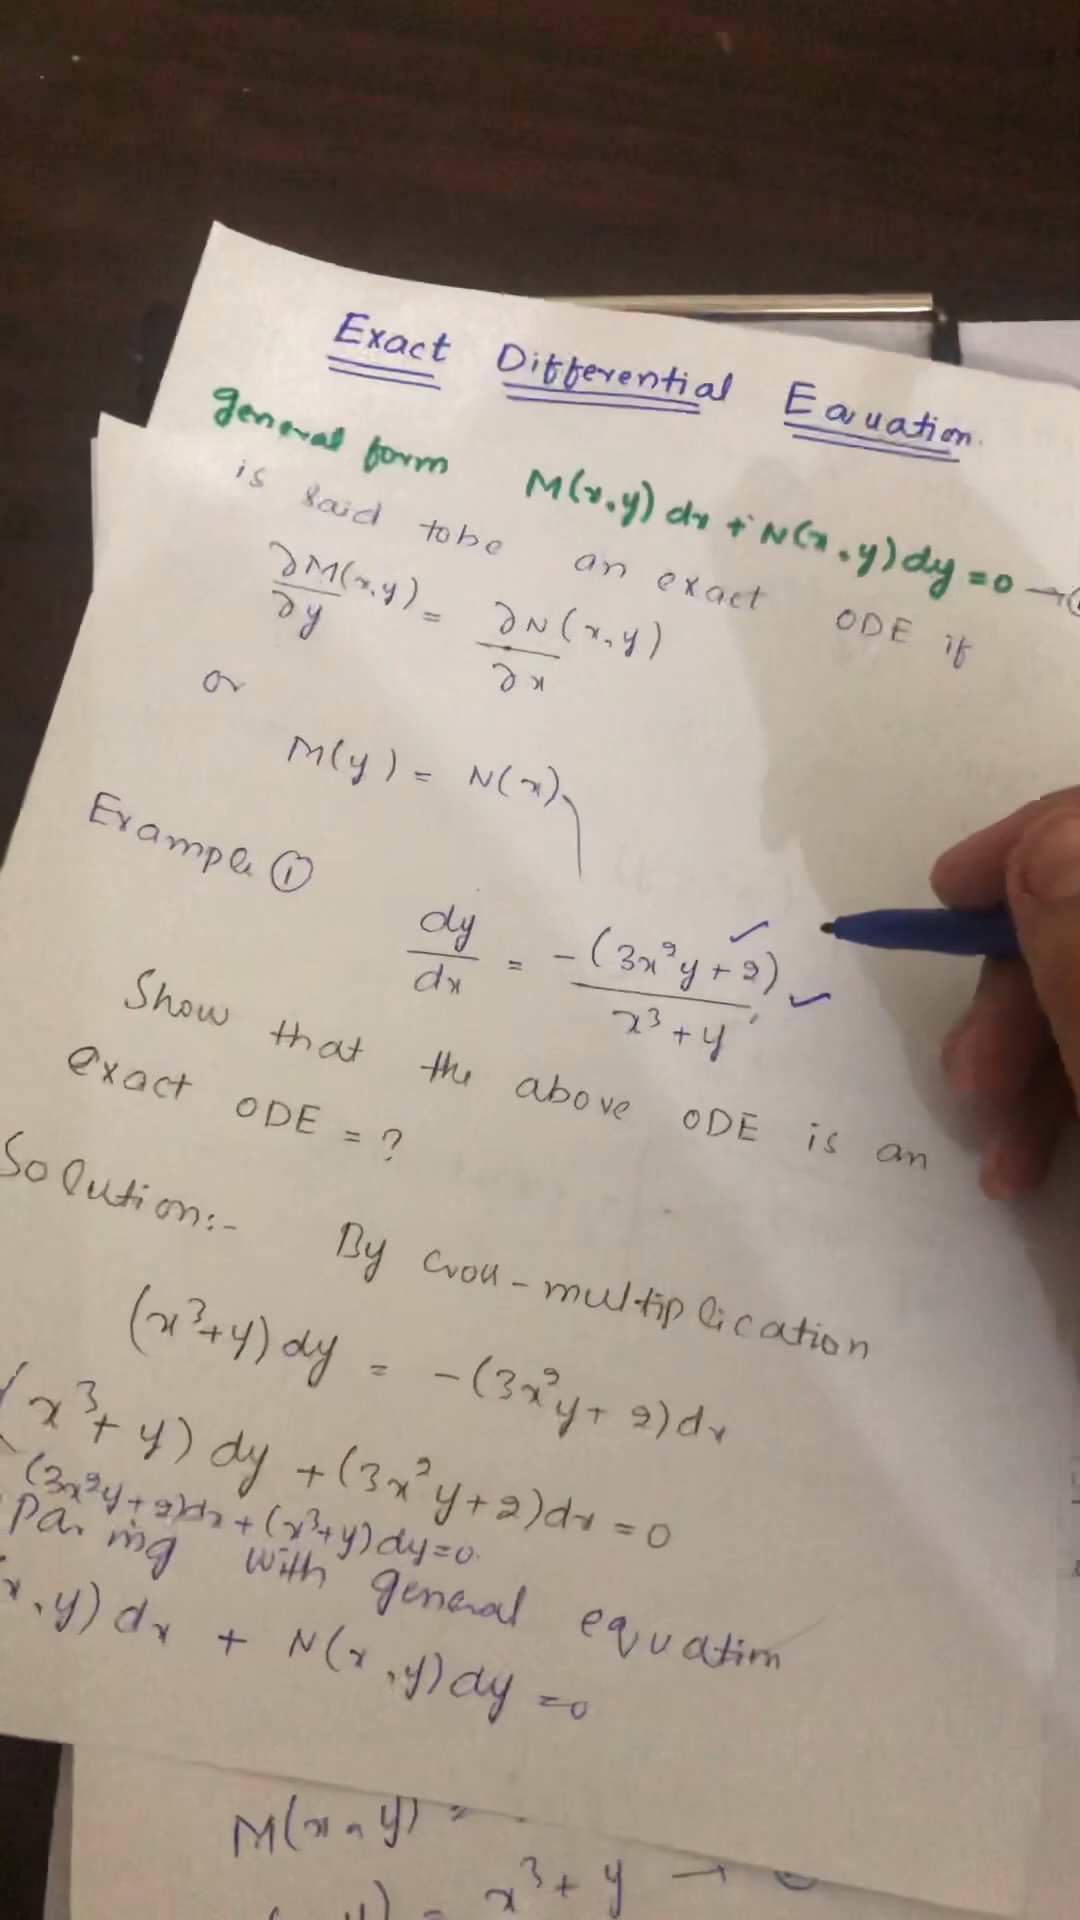 Exact Differential Equation.
general form M(x,y) dx + N(x,y) dy = 0 →
is said tobe an exact ODE if
∂M(x,y)/∂y = ∂N(x,y)/∂x
or
M(y) = N(x)
Example ①
dy/dx = -(3x²y + 2)/(x³ + y) ✓ ✓
Show that the above ODE is an
exact ODE = ?
Solution:- By cross-multiplication
(x³+y) dy = -(3x²y + 2) dx
(x³ + y) dy + (3x²y + 2) dx = 0
(3x²y + 2) dx + (x³ + y) dy = 0.
paring with general equation
x,y) dx + N(x,y) dy = 0
M(x,y) =
y) = x³ + y →